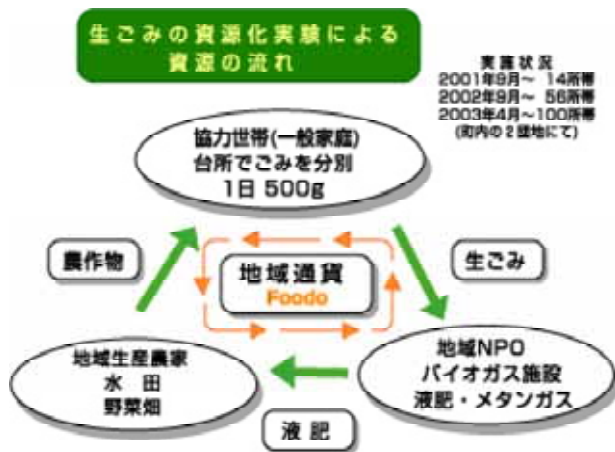 生ごみの資源化実験による
資源の流れ
実施状況
2001年9月〜 14所帯
2002年9月〜 56所帯
2003年4月〜100所帯
(町内の2団地にて)
協力世帯(一般家庭)
台所でごみを分別
1日 500g
農作物
地域通貨
Foodo
生ごみ
地域生産農家
水 田
野菜畑
地域NPO
バイオガス施設
液肥・メタンガス
液 肥